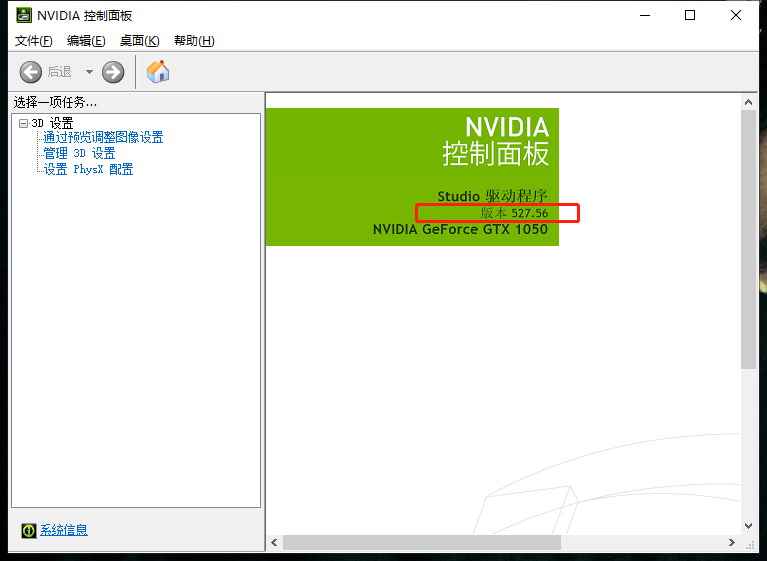 NVIDIA 控制面板
文件(F) 编辑(E) 桌面(K) 帮助(H)
后退
选择一项任务...
3D 设置
通过预览调整图像设置
管理 3D 设置
设置 PhysX 配置
NVIDIA
控制面板
Studio 驱动程序
版本 527.56
NVIDIA GeForce GTX 1050
系统信息